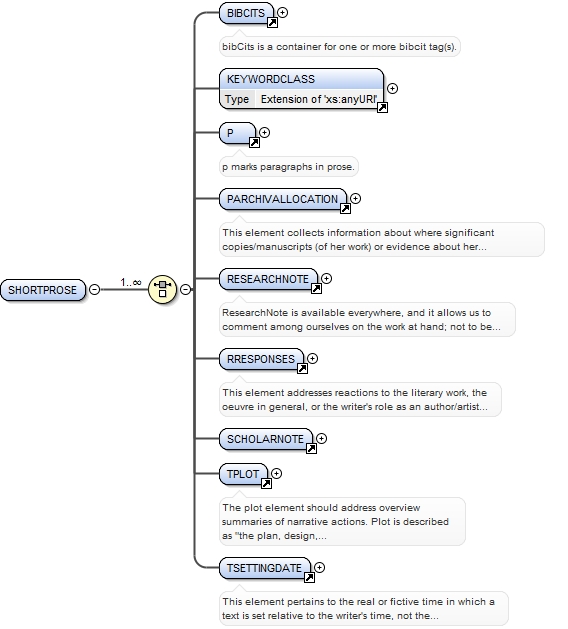 BIBCITS
bibCits is a container for one or more bibcit tag(s).
KEYWORDCLASS
Type Extension of 'xs:anyURI'
P
p marks paragraphs in prose.
PARCHIVALLOCATION
This element collects information about where significant
copies/manuscripts (of her work) or evidence about her...
SHORTPROSE
1..∞
RESEARCHNOTE
ResearchNote is available everywhere, and it allows us to
comment among ourselves on the work at hand; not to be...
RRESPONSES
This element addresses reactions to the literary work, the
oeuvre in general, or the writer's role as an author/artist...
SCHOLARNOTE
TPLOT
The plot element should address overview
summaries of narrative actions. Plot is described
as "the plan, design,...
TSETTINGDATE
This element pertains to the real or fictive time in which a
text is set relative to the writer's time, not the...